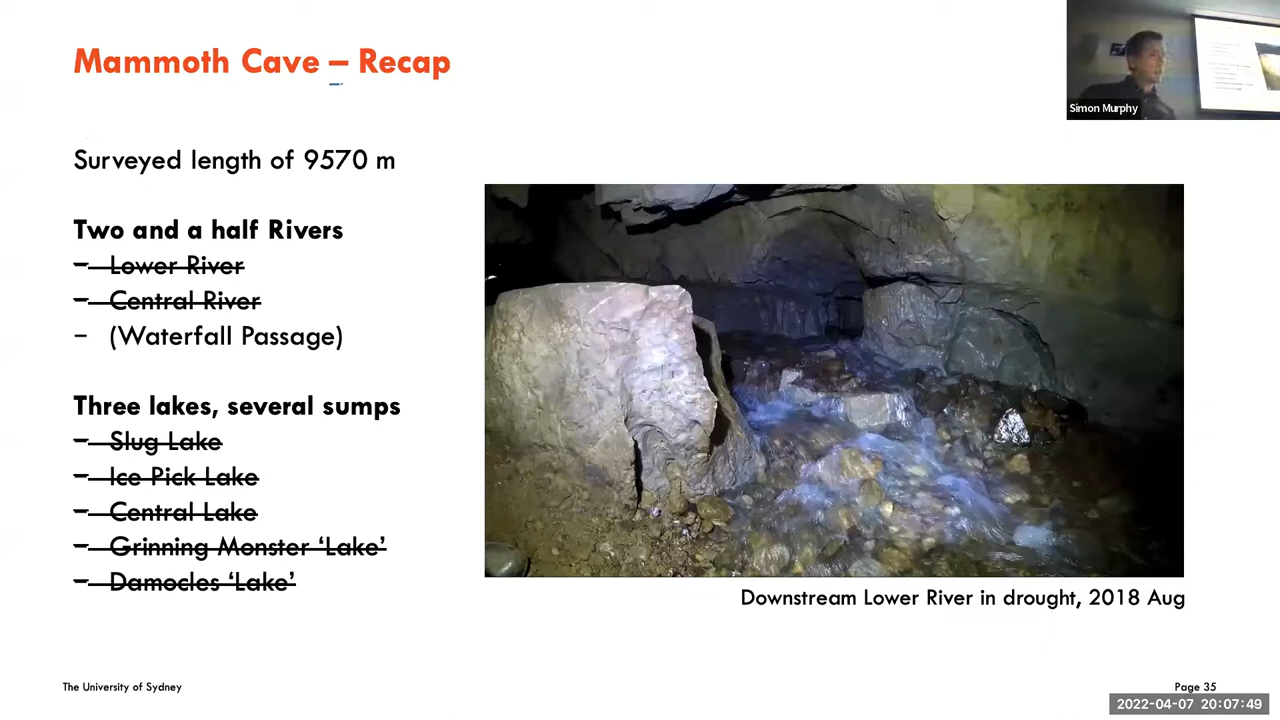 Mammoth Cave – Recap
Simon Murphy
Surveyed length of 9570 m
Two and a half Rivers
– Lower River
– Central River
– (Waterfall Passage)
Three lakes, several sumps
– Slug Lake
– Ice Pick Lake
– Central Lake
– Grinning Monster ‘Lake’
– Damocles ‘Lake’
Downstream Lower River in drought, 2018 Aug
The University of Sydney
Page 35
2022-04-07 20:07:49